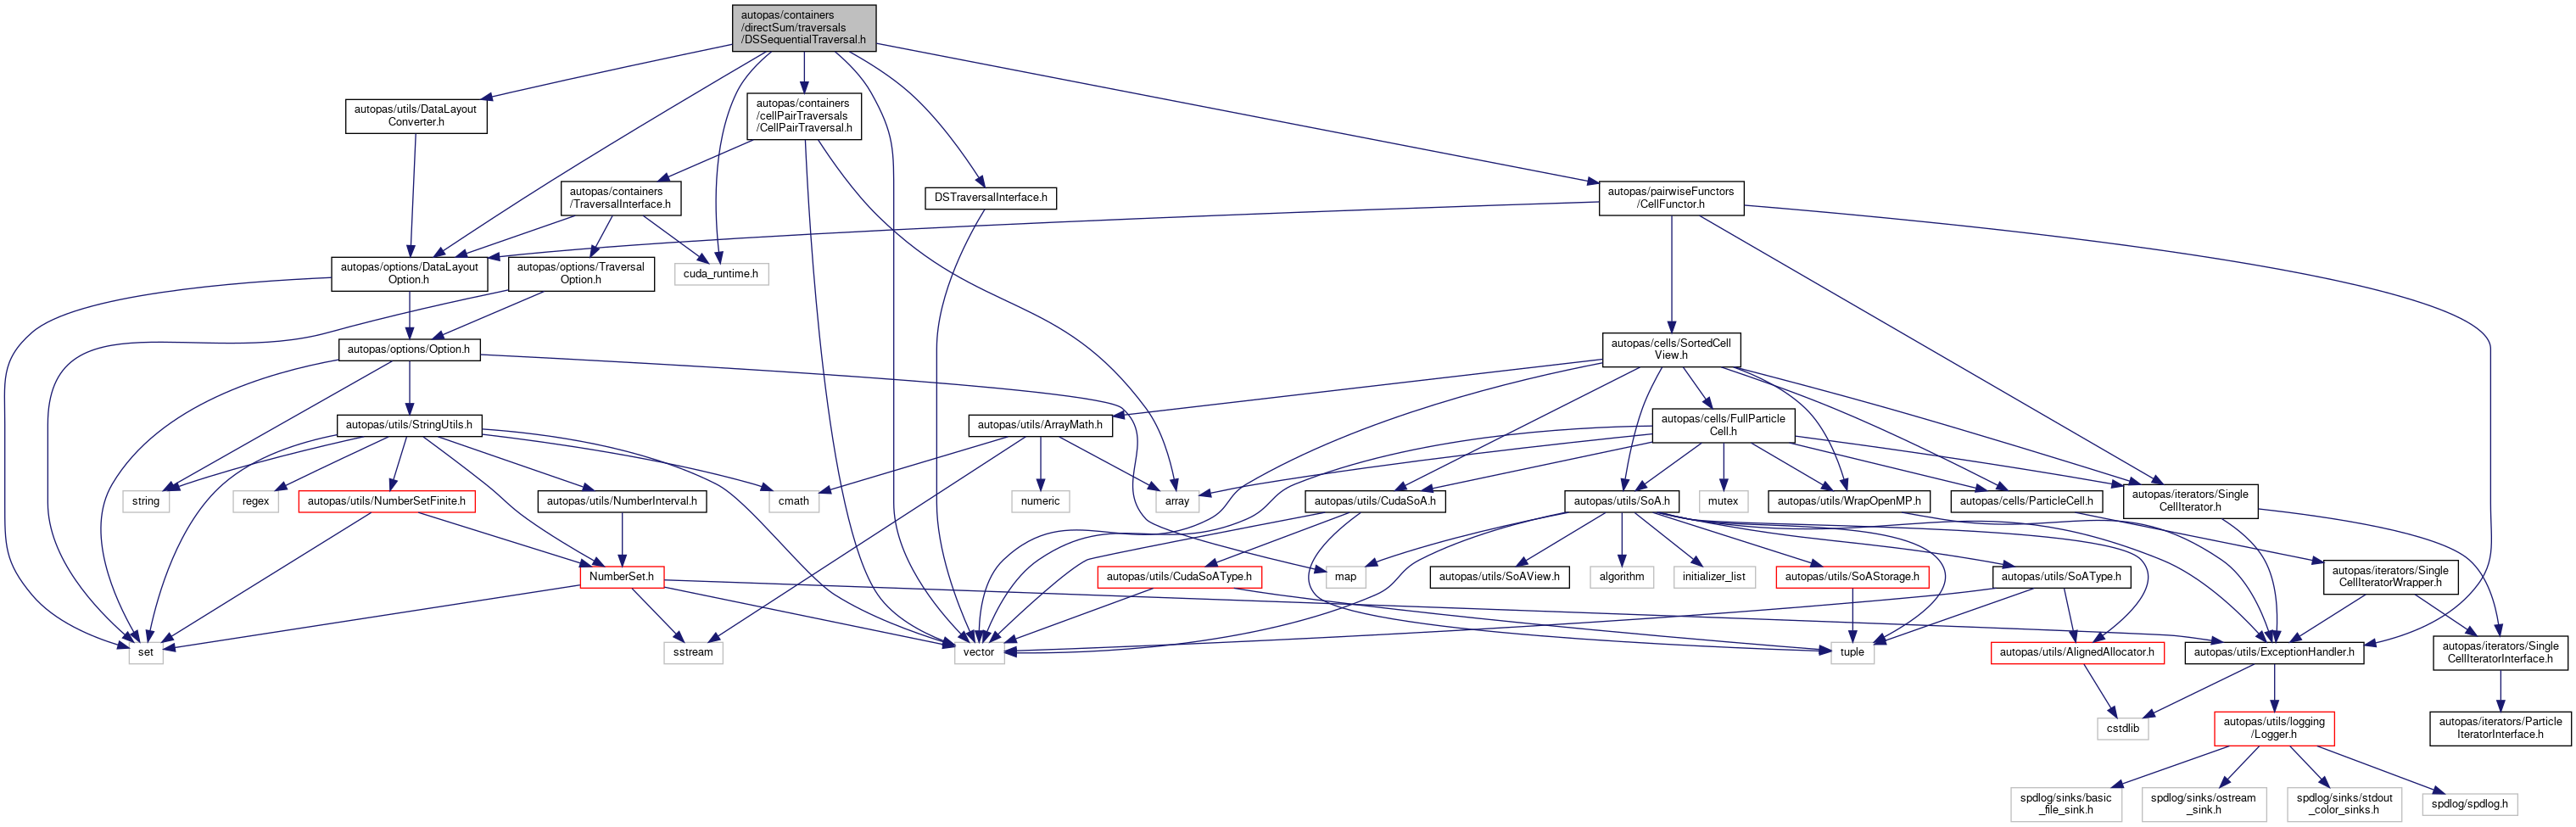 autopas/containers
/directSum/traversals
/DSSequentialTraversal.h
autopas/utils/DataLayout
Converter.h
autopas/containers
/cellPairTraversals
/CellPairTraversal.h
autopas/containers
/TraversalInterface.h
DSTraversalInterface.h
autopas/pairwiseFunctors
/CellFunctor.h
autopas/options/DataLayout
Option.h
autopas/options/Traversal
Option.h
cuda_runtime.h
autopas/options/Option.h
autopas/cells/SortedCell
View.h
autopas/utils/StringUtils.h
autopas/utils/ArrayMath.h
autopas/cells/FullParticle
Cell.h
string
regex
autopas/utils/NumberSetFinite.h
autopas/utils/NumberInterval.h
cmath
numeric
array
autopas/utils/CudaSoA.h
autopas/utils/SoA.h
mutex
autopas/utils/WrapOpenMP.h
autopas/cells/ParticleCell.h
autopas/iterators/Single
CellIterator.h
NumberSet.h
autopas/utils/CudaSoAType.h
map
autopas/utils/SoAView.h
algorithm
initializer_list
autopas/utils/SoAStorage.h
autopas/utils/SoAType.h
autopas/iterators/Single
CellIteratorWrapper.h
set
sstream
vector
tuple
autopas/utils/AlignedAllocator.h
autopas/utils/ExceptionHandler.h
autopas/iterators/Single
CellIteratorInterface.h
cstdlib
autopas/utils/logging
/Logger.h
autopas/iterators/Particle
IteratorInterface.h
spdlog/sinks/basic
_file_sink.h
spdlog/sinks/ostream
_sink.h
spdlog/sinks/stdout
_color_sinks.h
spdlog/spdlog.h